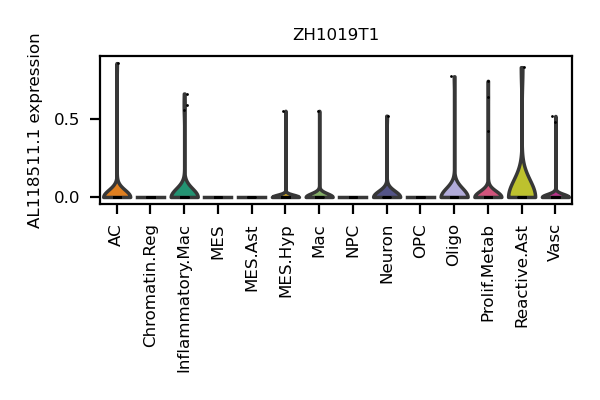 ZH1019T1
AL118511.1 expression
0.5
0.0
AC
Chromatin.Reg
Inflammatory.Mac
MES
MES.Ast
MES.Hyp
Mac
NPC
Neuron
OPC
Oligo
Prolif.Metab
Reactive.Ast
Vasc